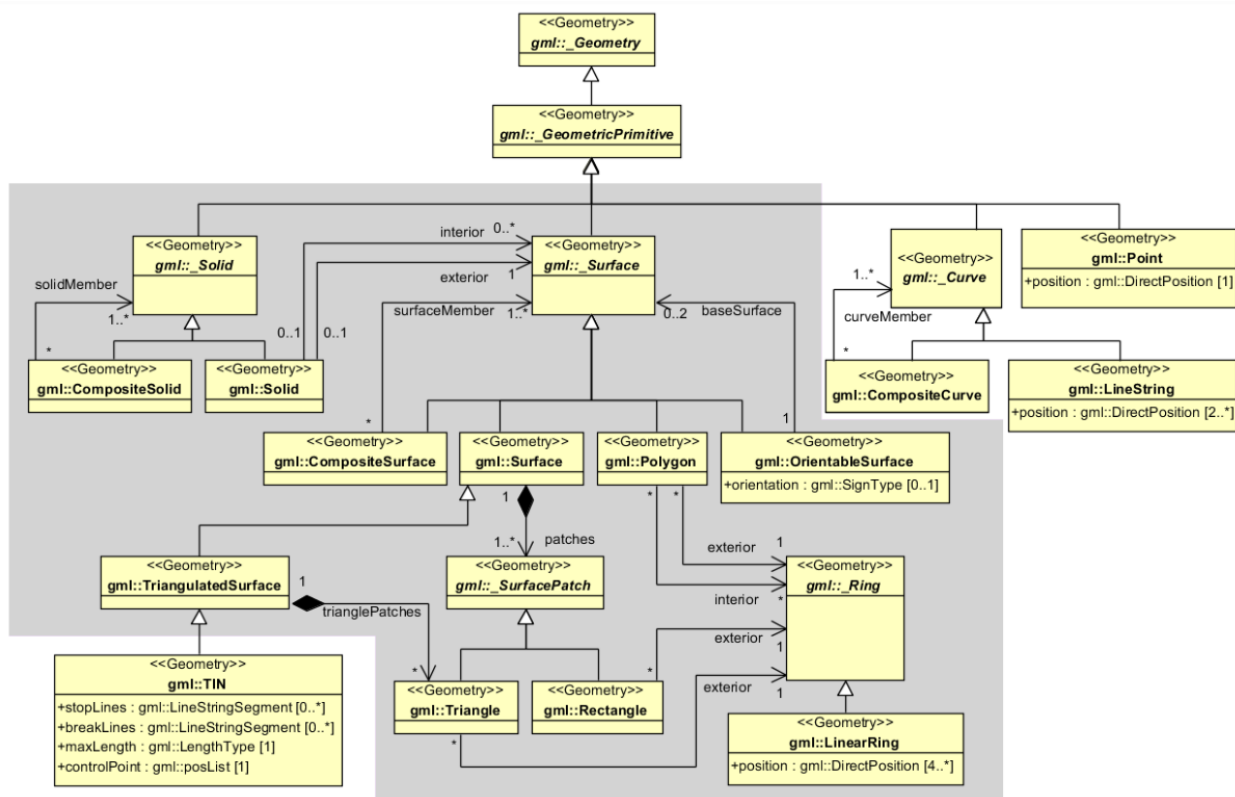 <<Geometry>>
gml::_Geometry
<<Geometry>>
gml::_GeometricPrimitive
<<Geometry>>
gml::_Solid
interior
0..*
exterior
1
<<Geometry>>
gml::_Surface
<<Geometry>>
gml::_Curve
<<Geometry>>
gml::Point
+position : gml::DirectPosition [1]
solidMember
1..*
*
0..1
0..1
surfaceMember
1..*
0..2
baseSurface
1..*
curveMember
*
<<Geometry>>
gml::CompositeSolid
<<Geometry>>
gml::Solid
<<Geometry>>
gml::CompositeCurve
<<Geometry>>
gml::LineString
+position : gml::DirectPosition [2..*]
*
1
<<Geometry>>
gml::CompositeSurface
<<Geometry>>
gml::Surface
<<Geometry>>
gml::Polygon
<<Geometry>>
gml::OrientableSurface
+orientation : gml::SignType [0..1]
1
*
*
1..*
patches
exterior
1
<<Geometry>>
gml::TriangulatedSurface
1
trianglePatches
*
<<Geometry>>
gml::_SurfacePatch
<<Geometry>>
gml::_Ring
interior
*
exterior
1
exterior
1
<<Geometry>>
gml::TIN
+stopLines : gml::LineStringSegment [0..*]
+breakLines : gml::LineStringSegment [0..*]
+maxLength : gml::LengthType [1]
+controlPoint : gml::posList [1]
<<Geometry>>
gml::Triangle
*
<<Geometry>>
gml::Rectangle
*
<<Geometry>>
gml::LinearRing
+position : gml::DirectPosition [4..*]